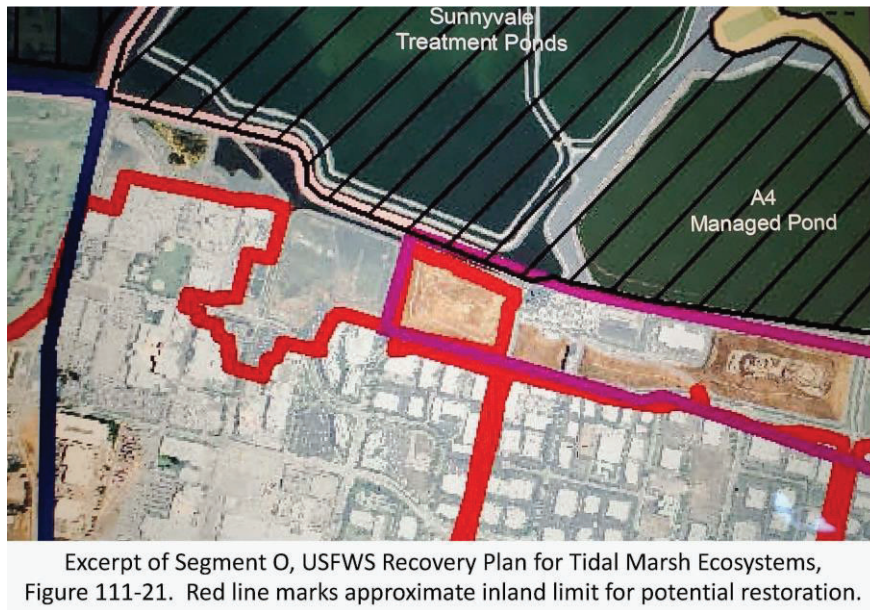 Sunnyvale
Treatment Ponds
A4
Managed Pond
Excerpt of Segment O, USFWS Recovery Plan for Tidal Marsh Ecosystems,
Figure 111-21.  Red line marks approximate inland limit for potential restoration.